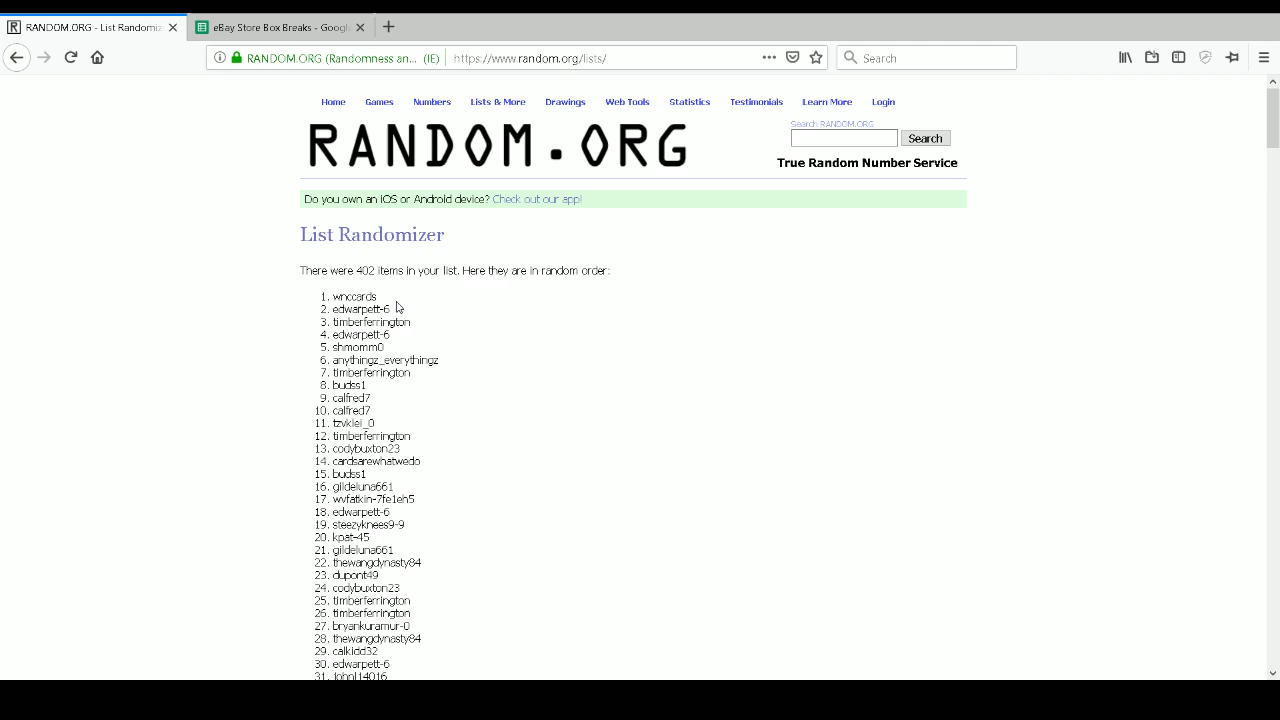 RANDOM.ORG - List Randomiz
eBay Store Box Breaks - Googl
RANDOM.ORG (Randomness an... (IE)
https://www.random.org/lists/
Search
Home Games Numbers Lists & More Drawings Web Tools Statistics Testimonials Learn More Login
RANDOM.ORG
Search RANDOM.ORG
Search
True Random Number Service
Do you own an iOS or Android device? Check out our app!
List Randomizer
There were 402 items in your list. Here they are in random order:
1. wnccards
2. edwarpett-6
3. timberferrington
4. edwarpett-6
5. shmomm0
6. anythingz_everythingz
7. timberferrington
8. budss1
9. calfred7
10. calfred7
11. tzvklei_0
12. timberferrington
13. codybuxton23
14. cardsarewhatwedo
15. budss1
16. gildeluna661
17. wvfatkin-7fe1eh5
18. edwarpett-6
19. steezyknees9-9
20. kpat-45
21. gildeluna661
22. thewangdynasty84
23. dupont49
24. codybuxton23
25. timberferrington
26. timberferrington
27. bryankuramur-0
28. thewangdynasty84
29. calkidd32
30. edwarpett-6
31.